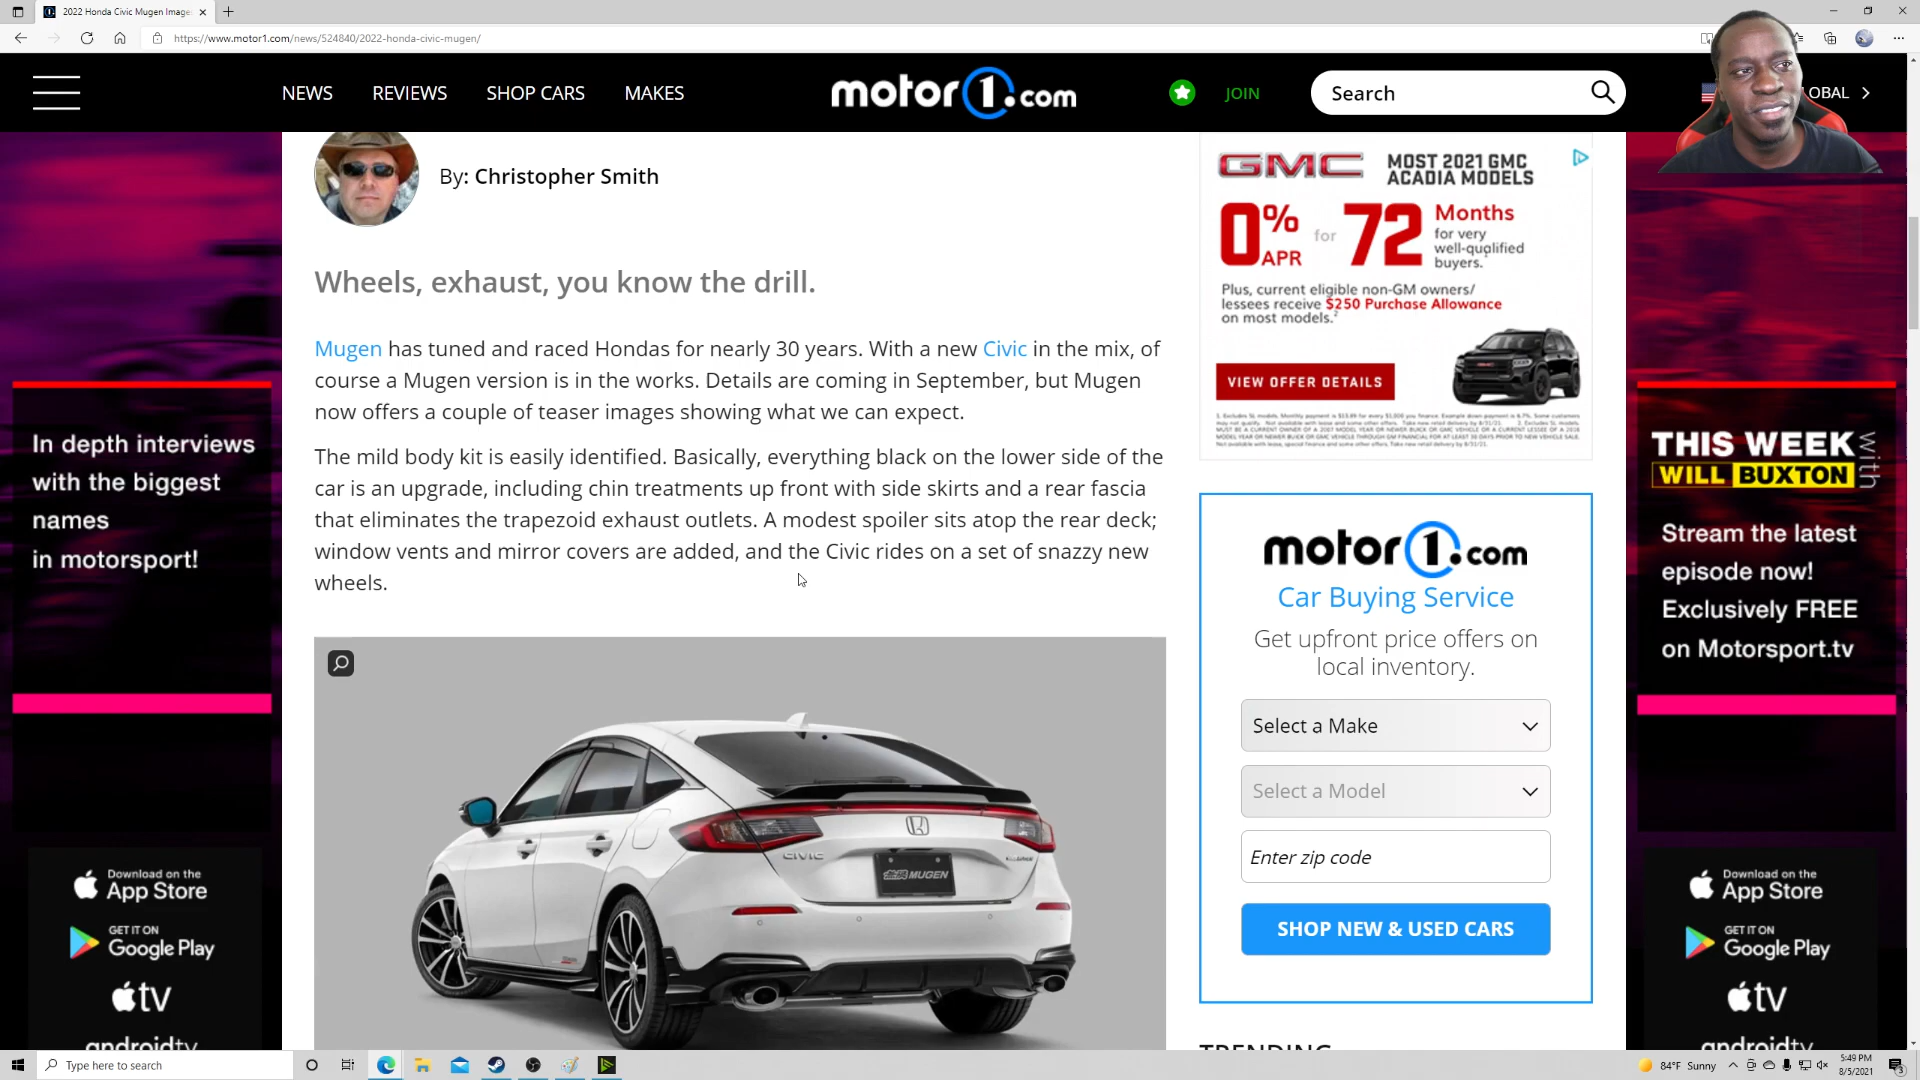 2022 Honda Civic Mugen Image
https://www.motor1.com/news/524840/2022-honda-civic-mugen/
NEWS
REVIEWS
SHOP CARS
MAKES
motor1.com
JOIN
Search
OBAL
By: Christopher Smith
Wheels, exhaust, you know the drill.
Mugen has tuned and raced Hondas for nearly 30 years. With a new Civic in the mix, of
course a Mugen version is in the works. Details are coming in September, but Mugen
now offers a couple of teaser images showing what we can expect.
The mild body kit is easily identified. Basically, everything black on the lower side of the
car is an upgrade, including chin treatments up front with side skirts and a rear fascia
that eliminates the trapezoid exhaust outlets. A modest spoiler sits atop the rear deck;
window vents and mirror covers are added, and the Civic rides on a set of snazzy new
wheels.
CIVIC
無限 MUGEN
GMC
MOST 2021 GMC
ACADIA MODELS
0% APR for 72 Months
for very
well-qualified
buyers.¹
Plus, current eligible non-GM owners/
lessees receive $250 Purchase Allowance
on most models.²
VIEW OFFER DETAILS
motor1.com
Car Buying Service
Get upfront price offers on
local inventory.
Select a Make
Select a Model
Enter zip code
SHOP NEW & USED CARS
TRENDING
In depth interviews
with the biggest
names
in motorsport!
Download on the
App Store
GET IT ON
Google Play
tv
androidtv
THIS WEEK
with
WILL BUXTON
Stream the latest
episode now!
Exclusively FREE
on Motorsport.tv
Download on the
App Store
GET IT ON
Google Play
tv
androidtv
Type here to search
84°F Sunny
5:49 PM
8/5/2021
3